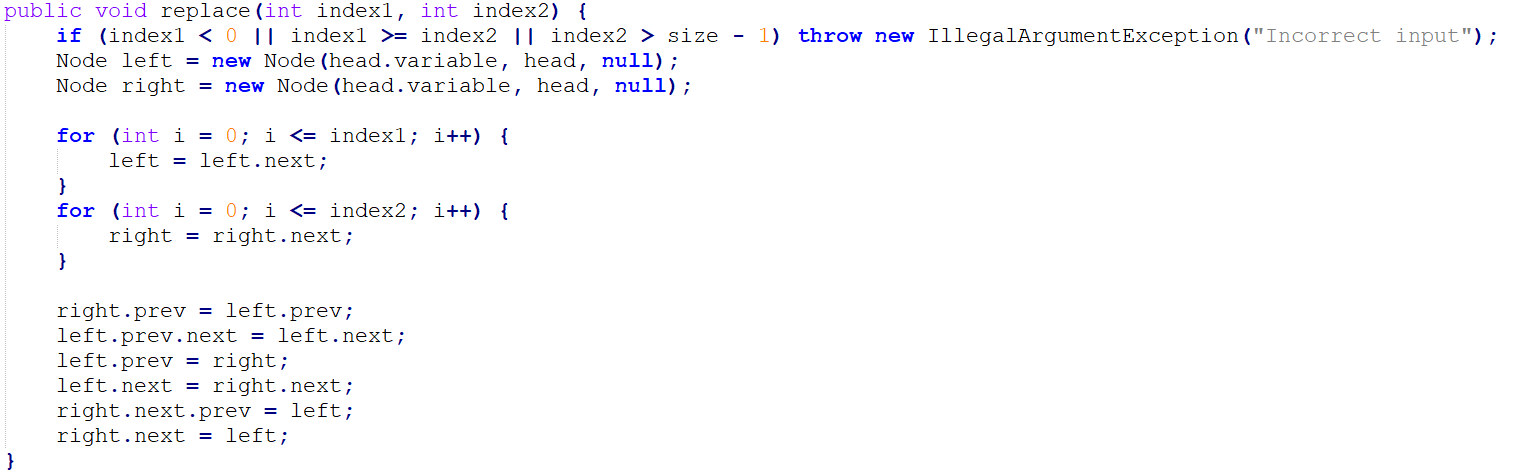 public void replace(int index1, int index2) {
    if (index1 < 0 || index1 >= index2 || index2 > size - 1) throw new IllegalArgumentException("Incorrect input");
    Node left = new Node(head.variable, head, null);
    Node right = new Node(head.variable, head, null);

    for (int i = 0; i <= index1; i++) {
        left = left.next;
    }
    for (int i = 0; i <= index2; i++) {
        right = right.next;
    }

    right.prev = left.prev;
    left.prev.next = left.next;
    left.prev = right;
    left.next = right.next;
    right.next.prev = left;
    right.next = left;
}